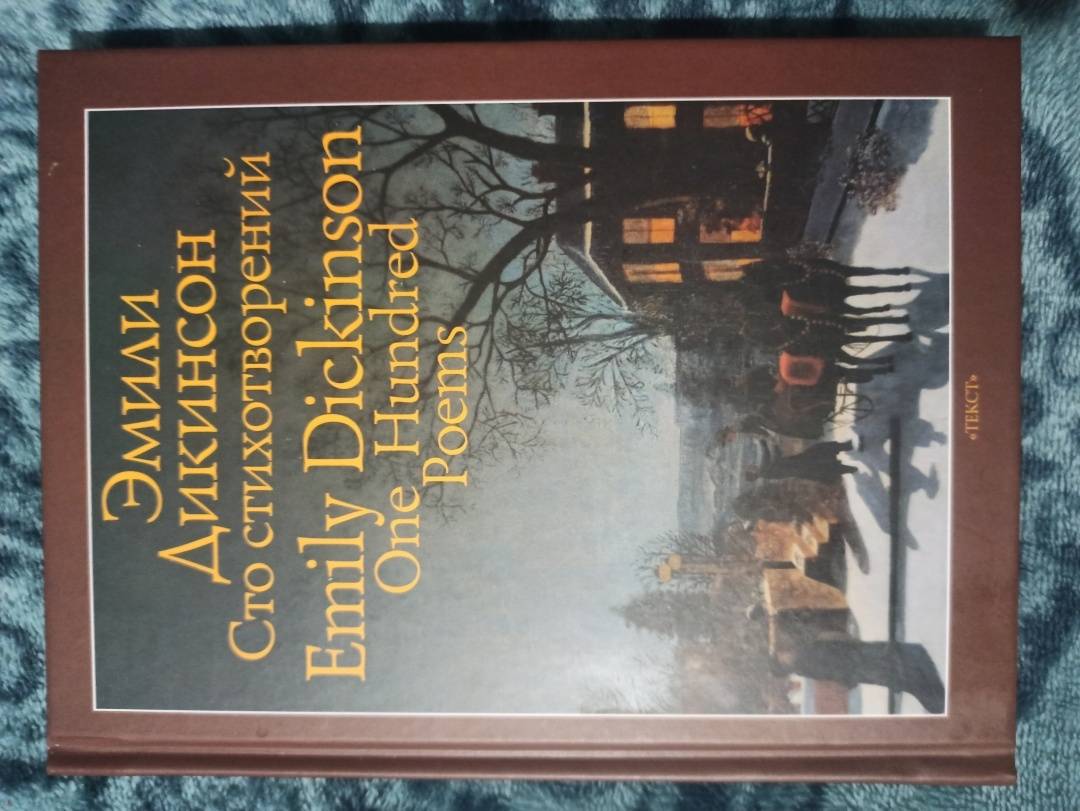 Эмили
Дикинсон
Сто стихотворений
Emily Dickinson
One Hundred
Poems
«ТЕКСТ»